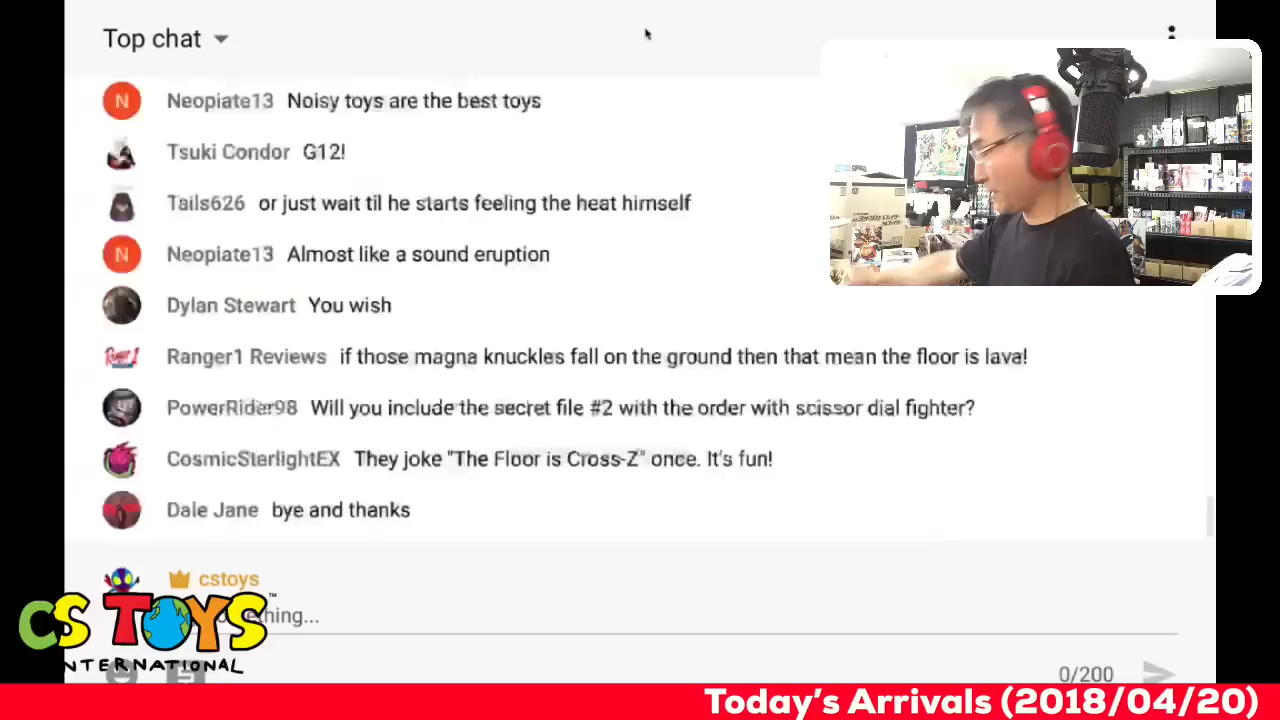 Top chat
N Neopiate13 Noisy toys are the best toys
Tsuki Condor G12!
Tails626 or just wait til he starts feeling the heat himself
N Neopiate13 Almost like a sound eruption
Dylan Stewart You wish
Ranger1 Reviews if those magna knuckles fall on the ground then that mean the floor is lava!
PowerRider98 Will you include the secret file #2 with the order with scissor dial fighter?
CosmicStarlightEX They joke "The Floor is Cross-Z" once. It's fun!
Dale Jane bye and thanks
cstoys
CS TOYS™
INTERNATIONAL
0/200
Today's Arrivals (2018/04/20)